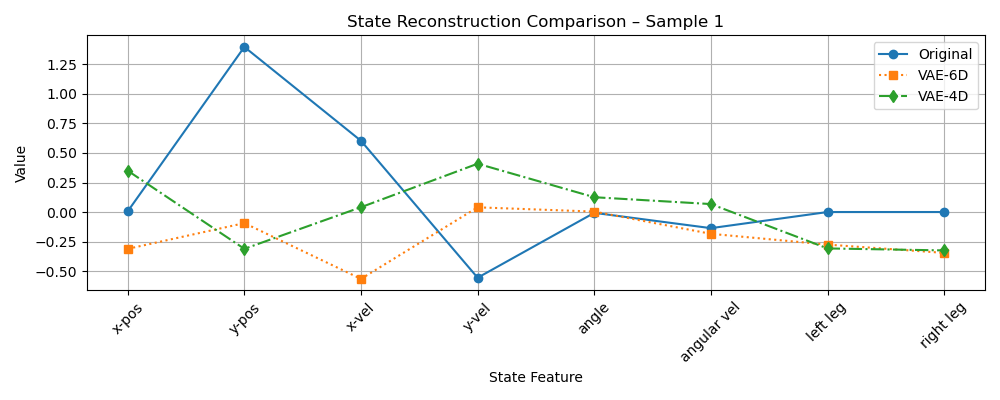 State Reconstruction Comparison – Sample 1
Original
VAE-6D
VAE-4D
Value
1.25
1.00
0.75
0.50
0.25
0.00
−0.25
−0.50
x-pos
y-pos
x-vel
y-vel
angle
angular vel
left leg
right leg
State Feature